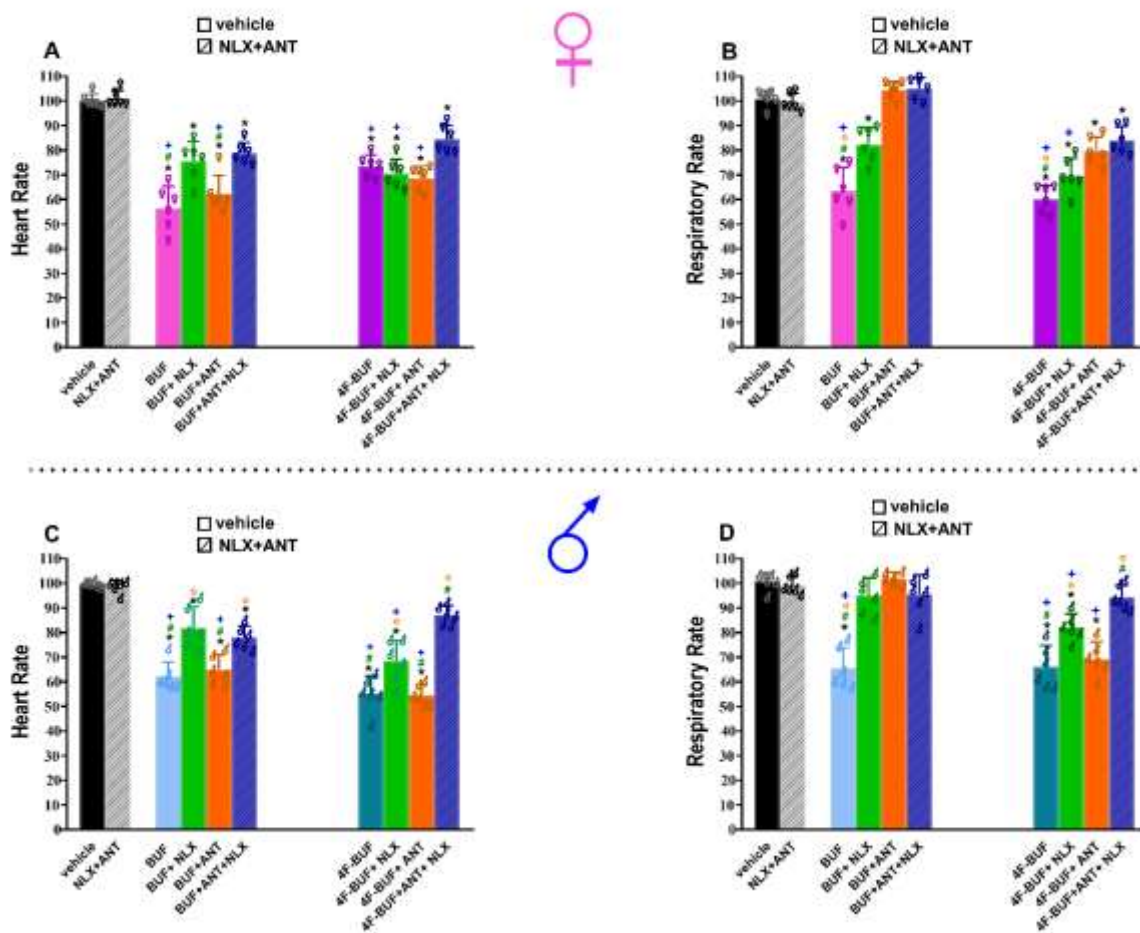 vehicle
NLX+ANT
A
110
100
90
80
70
60
50
40
30
20
10
0
Heart Rate
vehicle
NLX+ANT
BUF
BUF+ NLX
BUF+ANT
BUF+ANT+NLX
4F-BUF
4F-BUF+ NLX
4F-BUF+ ANT
4F-BUF+ANT+NLX
vehicle
NLX+ANT
B
110
100
90
80
70
60
50
40
30
20
10
0
Respiratory Rate
vehicle
NLX+ANT
BUF
BUF+ NLX
BUF+ANT
BUF+ANT+NLX
4F-BUF
4F-BUF+ NLX
4F-BUF+ ANT
4F-BUF+ANT+ NLX
vehicle
NLX+ANT
C
110
100
90
80
70
60
50
40
30
20
10
0
Heart Rate
vehicle
NLX+ANT
BUF
BUF+ NLX
BUF+ANT
BUF+ANT+NLX
4F-BUF
4F-BUF+ NLX
4F-BUF+ ANT
4F-BUF+ANT+ NLX
vehicle
NLX+ANT
D
110
100
90
80
70
60
50
40
30
20
10
0
Respiratory Rate
vehicle
NLX+ANT
BUF
BUF+ NLX
BUF+ANT
BUF+ANT+NLX
4F-BUF
4F-BUF+ NLX
4F-BUF+ ANT
4F-BUF+ANT+ NLX